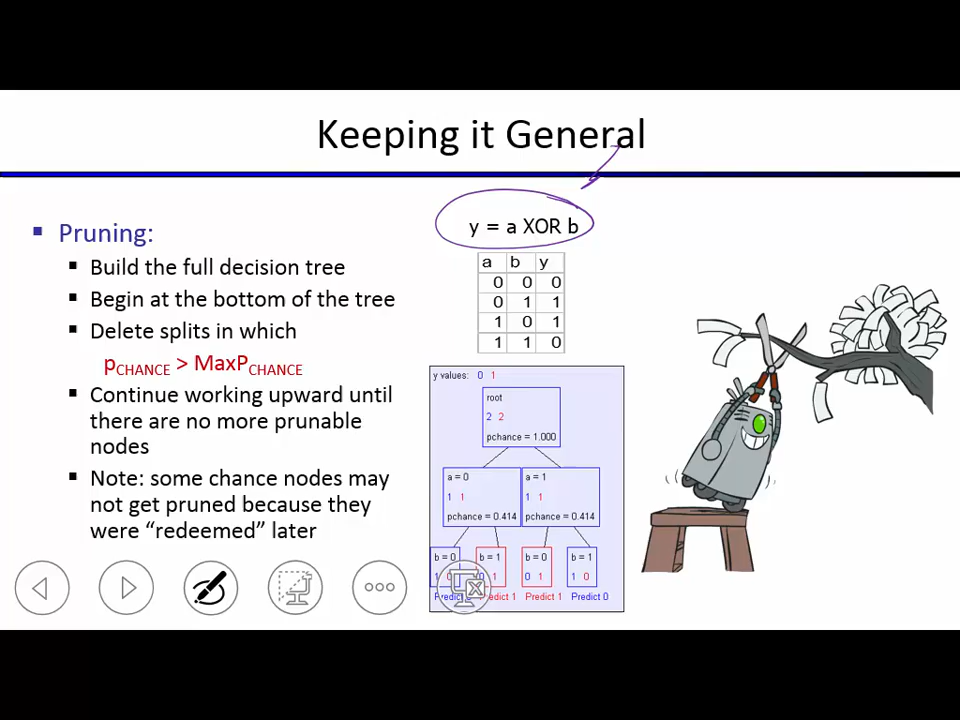 Keeping it General
Pruning:
Build the full decision tree
Begin at the bottom of the tree
Delete splits in which
pCHANCE > MaxPCHANCE
Continue working upward until
there are no more prunable
nodes
Note: some chance nodes may
not get pruned because they
were “redeemed” later
y = a XOR b
a b y
0 0 0
0 1 1
1 0 1
1 1 0
y values: 0 1
root
2 2
pchance = 1.000
a = 0 a = 1
1 1 1 1
pchance = 0.414 pchance = 0.414
b = 0 b = 1 b = 0 b = 1
1 0 0 1 0 1 1 0
Predict 1 Predict 0